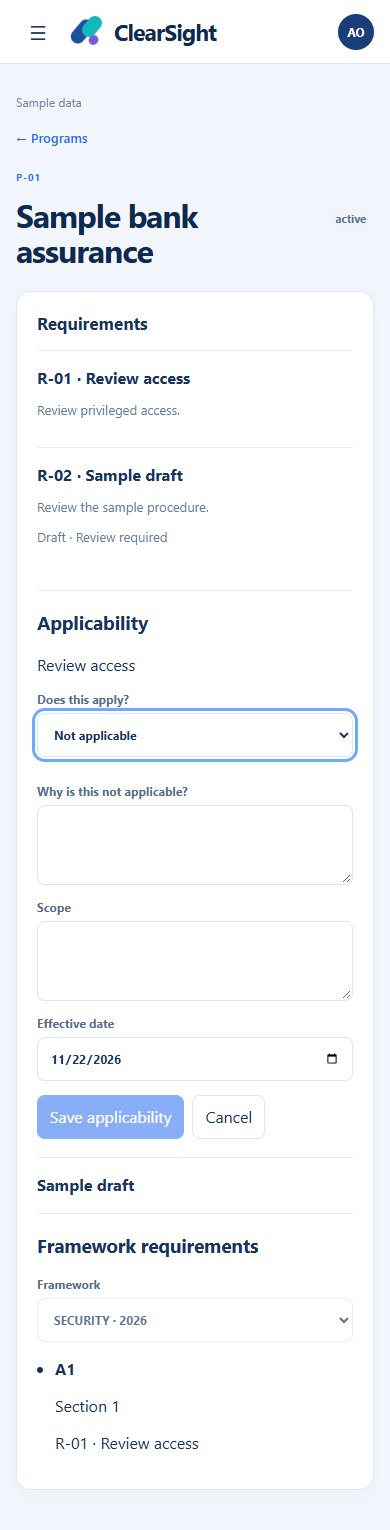 ClearSight
AO
Sample data
← Programs
P-01
Sample bank
assurance
active
Requirements
R-01 · Review access
Review privileged access.
R-02 · Sample draft
Review the sample procedure.
Draft · Review required
Applicability
Review access
Does this apply?
Not applicable
Why is this not applicable?
Scope
Effective date
11/22/2026
Save applicability
Cancel
Sample draft
Framework requirements
Framework
SECURITY · 2026
• A1
Section 1
R-01 · Review access